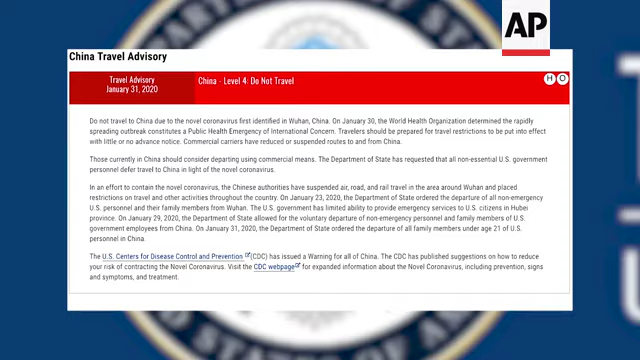 AP
China Travel Advisory
Travel Advisory
January 31, 2020
China - Level 4: Do Not Travel
H O
Do not travel to China due to the novel coronavirus first identified in Wuhan, China. On January 30, the World Health Organization determined the rapidly
spreading outbreak constitutes a Public Health Emergency of International Concern. Travelers should be prepared for travel restrictions to be put into effect
with little or no advance notice. Commercial carriers have reduced or suspended routes to and from China.
Those currently in China should consider departing using commercial means. The Department of State has requested that all non-essential U.S. government
personnel defer travel to China in light of the novel coronavirus.
In an effort to contain the novel coronavirus, the Chinese authorities have suspended air, road, and rail travel in the area around Wuhan and placed
restrictions on travel and other activities throughout the country. On January 23, 2020, the Department of State ordered the departure of all non-emergency
U.S. personnel and their family members from Wuhan. The U.S. government has limited ability to provide emergency services to U.S. citizens in Hubei
province. On January 29, 2020, the Department of State allowed for the voluntary departure of non-emergency personnel and family members of U.S.
government employees from China. On January 31, 2020, the Department of State ordered the departure of all family members under age 21 of U.S.
personnel in China.
The U.S. Centers for Disease Control and Prevention (CDC) has issued a Warning for all of China. The CDC has published suggestions on how to reduce
your risk of contracting the Novel Coronavirus. Visit the CDC webpage for expanded information about the Novel Coronavirus, including prevention, signs
and symptoms, and treatment.